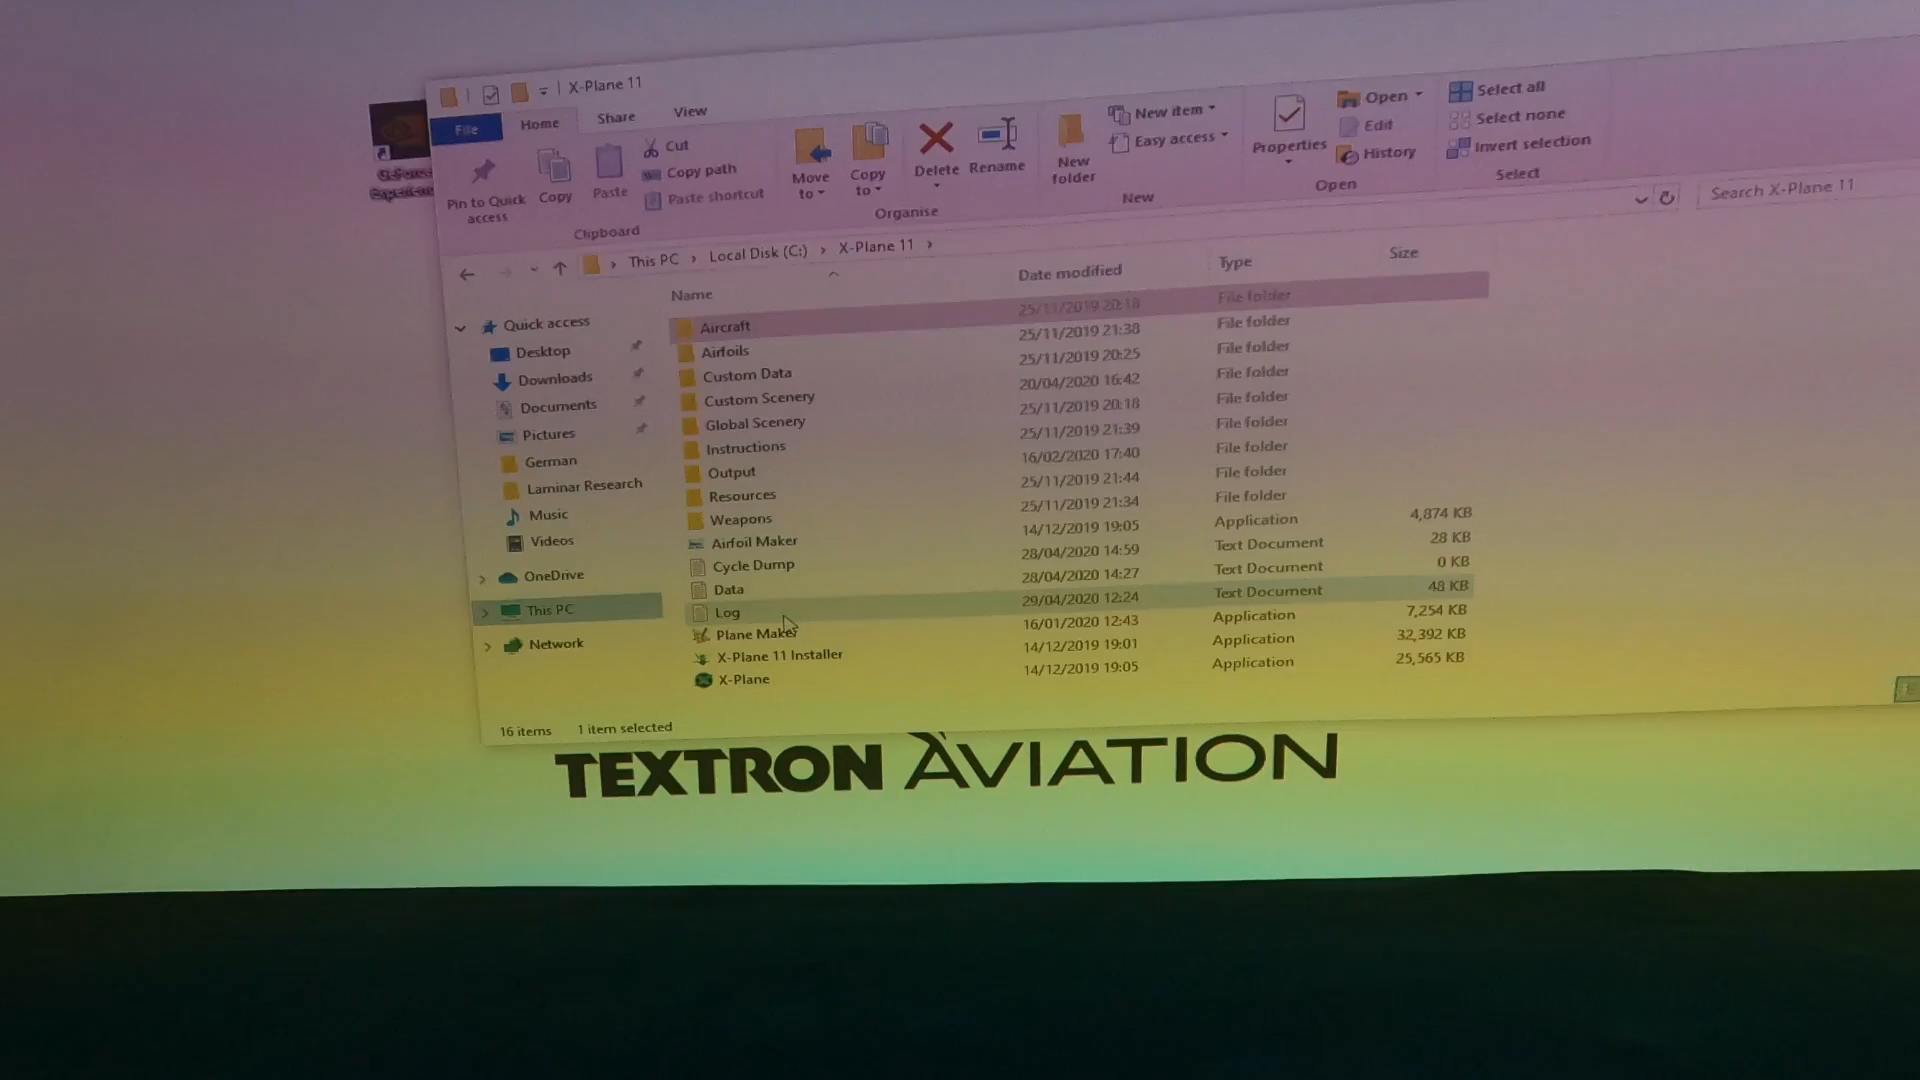 X-Plane 11
File Home Share View
Pin to Quick access
Copy
Paste
Cut
Copy path
Paste shortcut
Clipboard
Move to
Copy to
Delete
Rename
Organise
New folder
New item
Easy access
New
Properties
Open
Edit
History
Open
Select all
Select none
Invert selection
Select
This PC Local Disk (C:) X-Plane 11
Search X-Plane 11
Quick access
Desktop
Downloads
Documents
Pictures
German
Laminar Research
Music
Videos
OneDrive
This PC
Network
Name Date modified Type Size
Aircraft 25/11/2019 20:18 File folder
Airfoils 25/11/2019 21:38 File folder
Custom Data 25/11/2019 20:25 File folder
Custom Scenery 20/04/2020 16:42 File folder
Global Scenery 25/11/2019 20:18 File folder
Instructions 25/11/2019 21:39 File folder
Output 16/02/2020 17:40 File folder
Resources 25/11/2019 21:44 File folder
Weapons 25/11/2019 21:34 File folder
Airfoil Maker 14/12/2019 19:05 Application 4,874 KB
Cycle Dump 28/04/2020 14:59 Text Document 28 KB
Data 28/04/2020 14:27 Text Document 0 KB
Log 29/04/2020 12:24 Text Document 48 KB
Plane Maker 16/01/2020 12:43 Application 7,254 KB
X-Plane 11 Installer 14/12/2019 19:01 Application 32,392 KB
X-Plane 14/12/2019 19:05 Application 25,565 KB
16 items 1 item selected
TEXTRON AVIATION